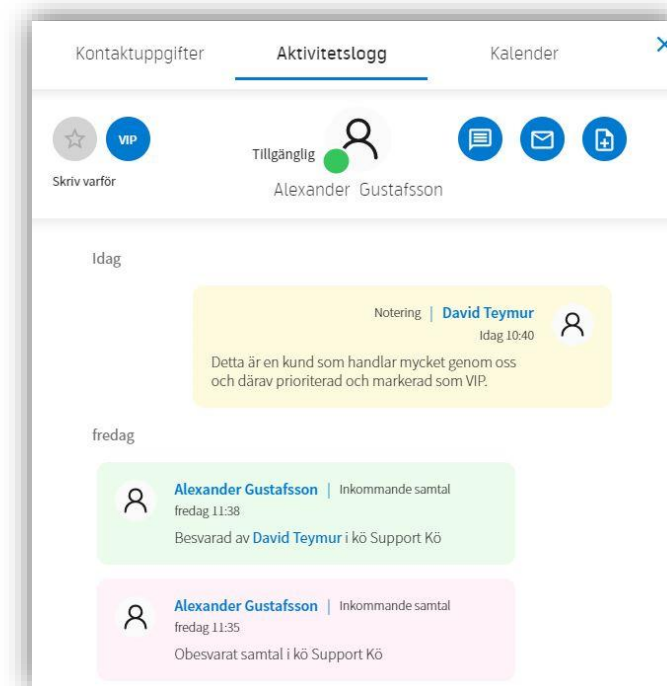 Kontaktuppgifter Aktivitetslogg Kalender
VIP
Tillgänglig
Skriv varför
Alexander Gustafsson
Idag
Notering | David Teymur
Idag 10:40
Detta är en kund som handlar mycket genom oss
och därav prioriterad och markerad som VIP.
fredag
Alexander Gustafsson | Inkommande samtal
fredag 11:38
Besvarad av David Teymur i kö Support Kö
Alexander Gustafsson | Inkommande samtal
fredag 11:35
Obesvarat samtal i kö Support Kö